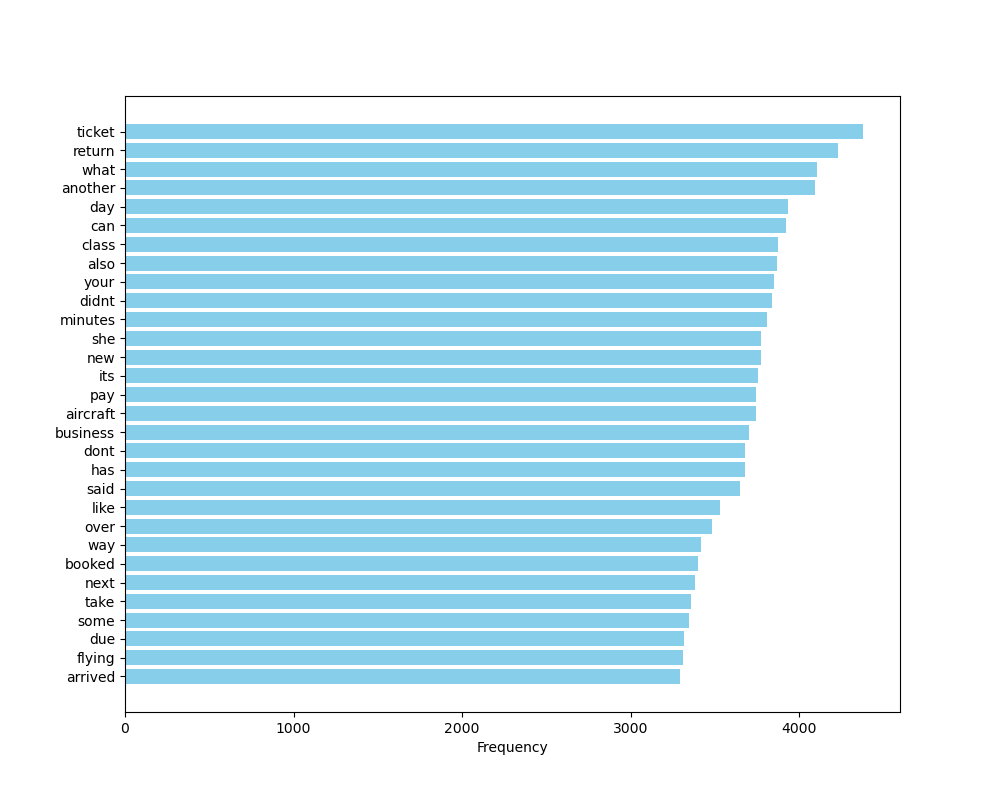 ticket
return
what
another
day
can
class
also
your
didnt
minutes
she
new
its
pay
aircraft
business
dont
has
said
like
over
way
booked
next
take
some
due
flying
arrived
0 1000 2000 3000 4000
Frequency